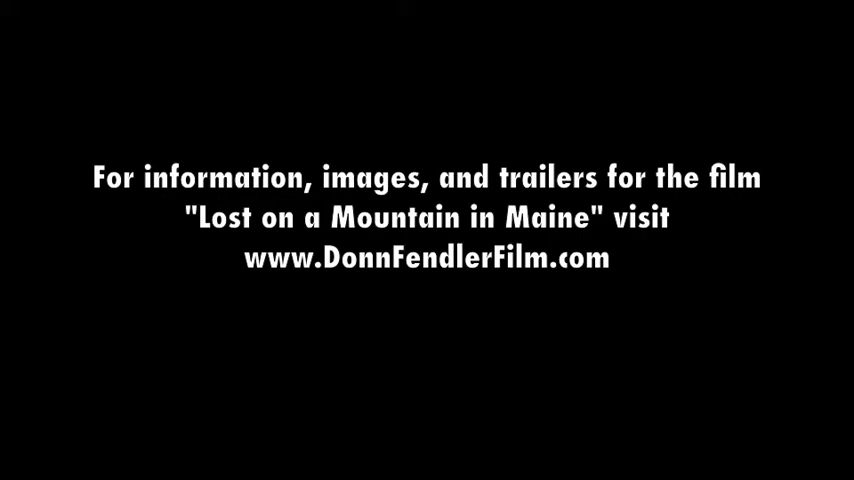 For information, images, and trailers for the film
"Lost on a Mountain in Maine" visit
www.DonnFendlerFilm.com